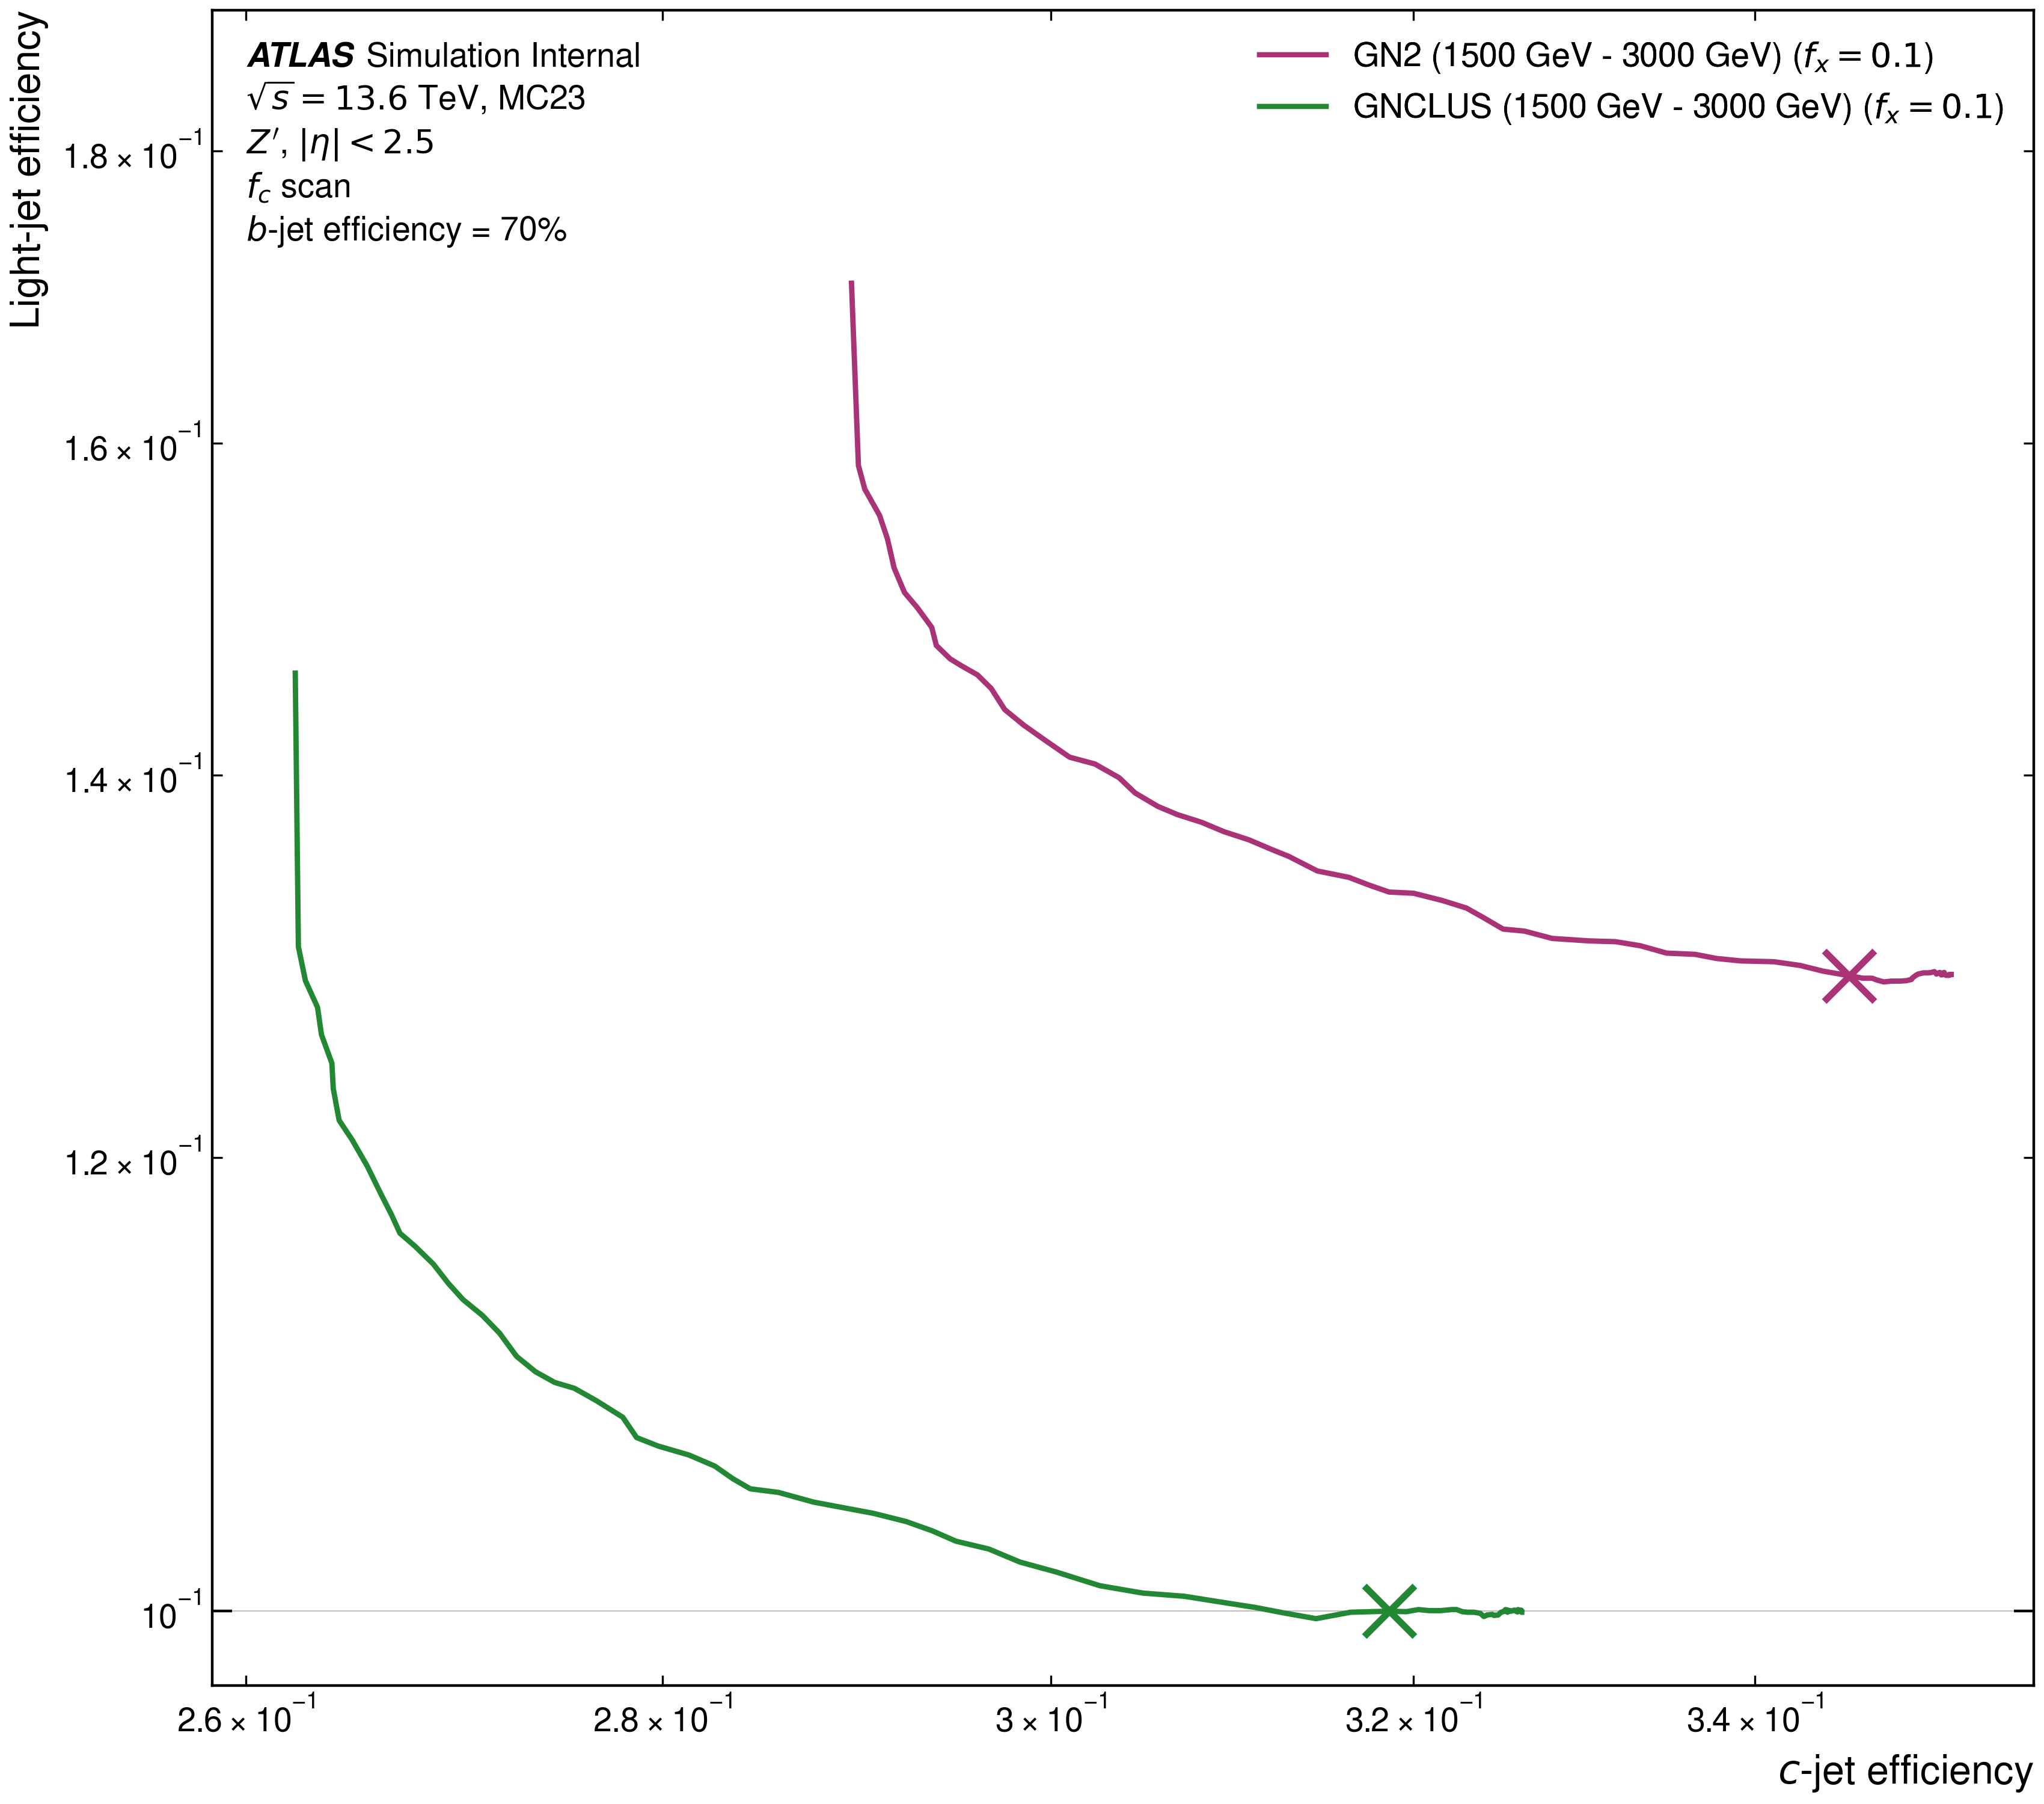 Light-jet efficiency
ATLAS Simulation Internal
√s = 13.6 TeV, MC23
Z′, |η| < 2.5
f_c scan
b-jet efficiency = 70%
GN2 (1500 GeV - 3000 GeV) (f_x = 0.1)
GNCLUS (1500 GeV - 3000 GeV) (f_x = 0.1)
1.8 × 10⁻¹
1.6 × 10⁻¹
1.4 × 10⁻¹
1.2 × 10⁻¹
10⁻¹
2.6 × 10⁻¹ 2.8 × 10⁻¹ 3 × 10⁻¹ 3.2 × 10⁻¹ 3.4 × 10⁻¹
c-jet efficiency